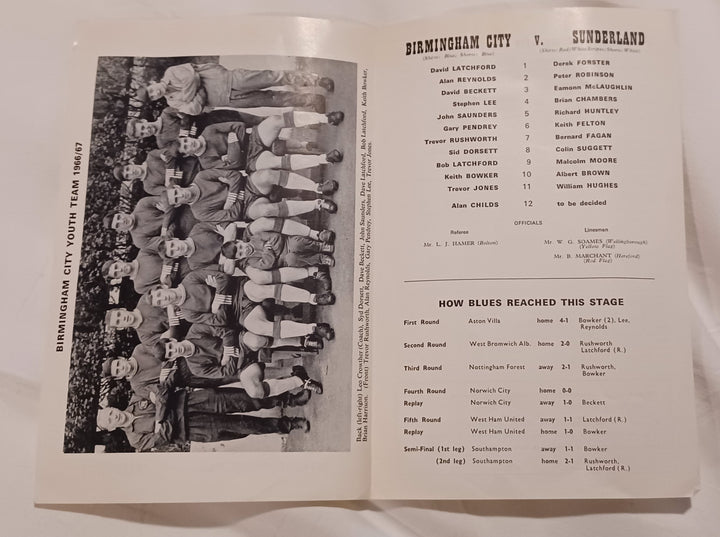 BIRMINGHAM CITY YOUTH TEAM 1966/67
Back (left-right) Leo Crowther (Coach), Syd Dorsett, Dave Beckett, John Saunders, Dave Latchford, Bob Latchford, Keith Bowker,
Brian Harrison. (Front) Trevor Rushworth, Alan Reynolds, Gary Pendrey, Stephen Lee, Trevor Jones.
BIRMINGHAM CITY v. SUNDERLAND
(Shirts: Blue; Shorts: Blue) (Shirts: Red/White Stripes; Shorts: White)
David LATCHFORD 1 Derek FORSTER
Alan REYNOLDS 2 Peter ROBINSON
David BECKETT 3 Eamonn McLAUGHLIN
Stephen LEE 4 Brian CHAMBERS
John SAUNDERS 5 Richard HUNTLEY
Gary PENDREY 6 Keith FELTON
Trevor RUSHWORTH 7 Bernard FAGAN
Sid DORSETT 8 Colin SUGGETT
Bob LATCHFORD 9 Malcolm MOORE
Keith BOWKER 10 Albert BROWN
Trevor JONES 11 William HUGHES
Alan CHILDS 12 to be decided
OFFICIALS
Referee Linesmen
Mr. L. J. HAMER (Bolton) Mr. W. G. SOAMES (Wellingborough)
(Yellow Flag)
Mr. B. MARCHANT (Hereford)
(Red Flag)
HOW BLUES REACHED THIS STAGE
First Round Aston Villa home 4-1 Bowker (2), Lee,
Reynolds
Second Round West Bromwich Alb. home 2-0 Rushworth
Latchford (R.)
Third Round Nottingham Forest away 2-1 Rushworth,
Bowker
Fourth Round Norwich City home 0-0
Replay Norwich City away 1-0 Beckett
Fifth Round West Ham United away 1-1 Latchford (R.)
Replay West Ham United home 1-0 Bowker
Semi-Final (1st leg) Southampton away 1-1 Bowker
(2nd leg) Southampton home 2-1 Rushworth,
Latchford (R.)